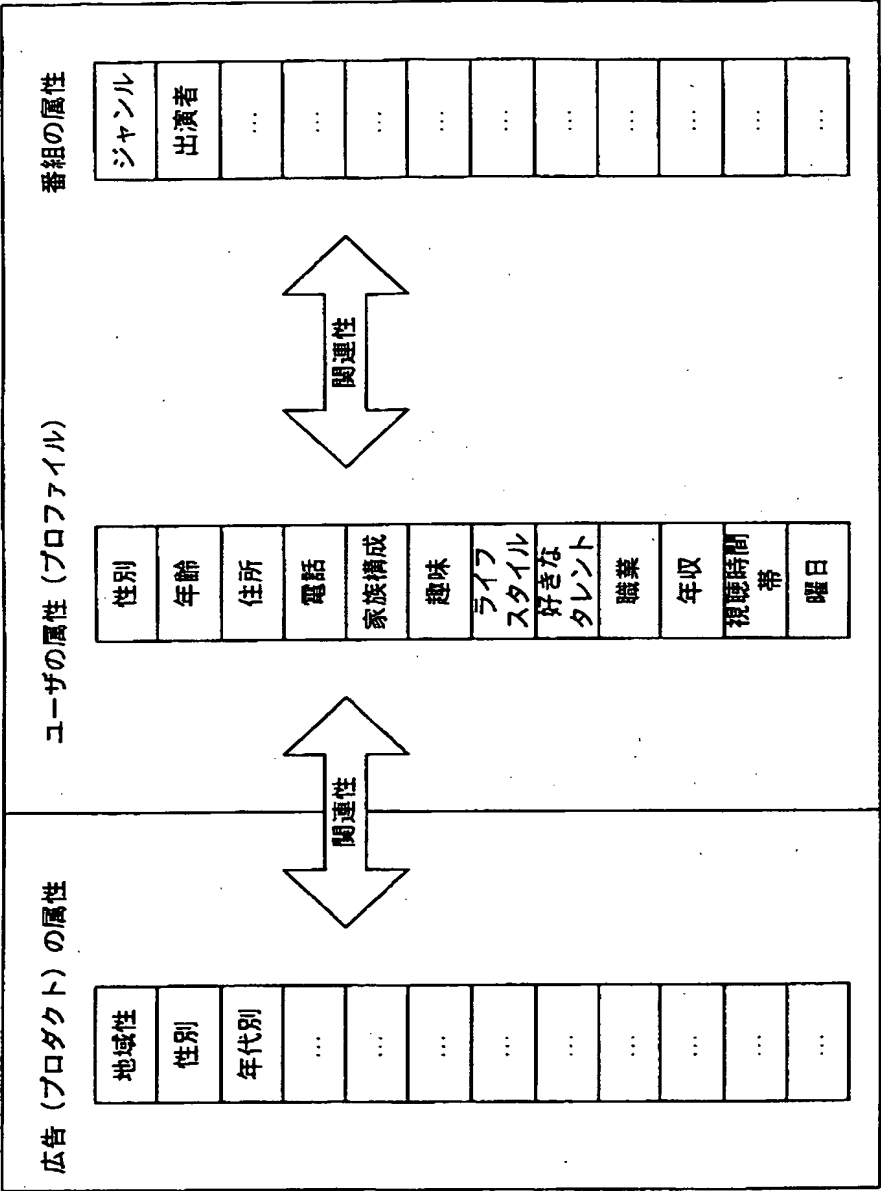 広告（プロダクト）の属性
地域性
性別
年代別
…
…
…
…
…
…
…
…
…
関連性
ユーザの属性（プロファイル）
性別
年齢
住所
電話
家族構成
趣味
ライフ
スタイル
好きな
タレント
職業
年収
視聴時間
帯
曜日
関連性
番組の属性
ジャンル
出演者
…
…
…
…
…
…
…
…
…
…